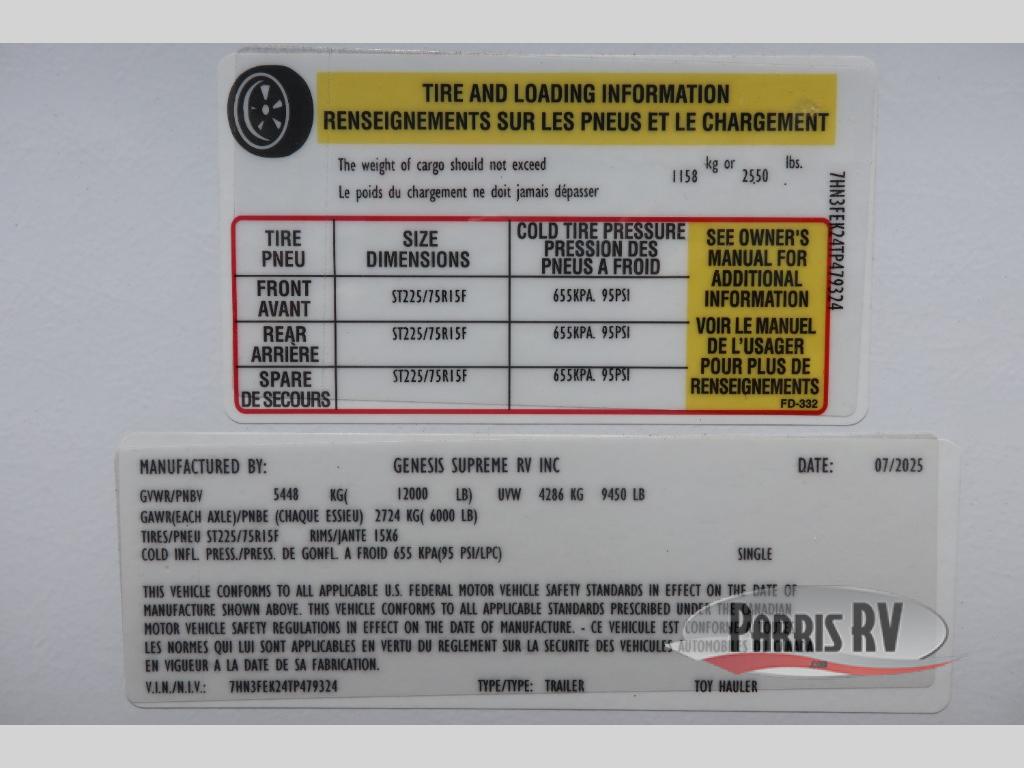 TIRE AND LOADING INFORMATION
RENSEIGNEMENTS SUR LES PNEUS ET LE CHARGEMENT
The weight of cargo should not exceed
Le poids du chargement ne doit jamais dépasser
1158 kg or 2550 lbs.
7HN3FEK24TP479324
TIRE PNEU SIZE DIMENSIONS COLD TIRE PRESSURE PRESSION DES PNEUS A FROID
FRONT AVANT ST225/75R15F 655KPA. 95PSI
REAR ARRIÈRE ST225/75R15F 655KPA. 95PSI
SPARE DE SECOURS ST225/75R15F 655KPA. 95PSI
SEE OWNER'S
MANUAL FOR
ADDITIONAL
INFORMATION
VOIR LE MANUEL
DE L'USAGER
POUR PLUS DE
RENSEIGNEMENTS
FD-332
MANUFACTURED BY: GENESIS SUPREME RV INC DATE: 07/2025
GVWR/PNBV 5448 KG( 12000 LB) UVW 4286 KG 9450 LB
GAWR(EACH AXLE)/PNBE (CHAQUE ESSIEU) 2724 KG( 6000 LB)
TIRES/PNEU ST225/75R15F RIMS/JANTE 15X6
COLD INFL. PRESS./PRESS. DE GONFL. A FROID 655 KPA(95 PSI/LPC) SINGLE
THIS VEHICLE CONFORMS TO ALL APPLICABLE U.S. FEDERAL MOTOR VEHICLE SAFETY STANDARDS IN EFFECT ON THE DATE OF
MANUFACTURE SHOWN ABOVE. THIS VEHICLE CONFORMS TO ALL APPLICABLE STANDARDS PRESCRIBED UNDER THE CANADIAN
MOTOR VEHICLE SAFETY REGULATIONS IN EFFECT ON THE DATE OF MANUFACTURE. - CE VEHICULE EST CONFORME
LES NORMES QUI LUI SONT APPLICABLES EN VERTU DU REGLEMENT SUR LA SECURITE DES VEHICULES AUTOMOBILES DU CANADA
EN VIGUEUR A LA DATE DE SA FABRICATION.
V.I.N./N.I.V.: 7HN3FEK24TP479324 TYPE/TYPE: TRAILER TOY HAULER
PARRIS RV
.com